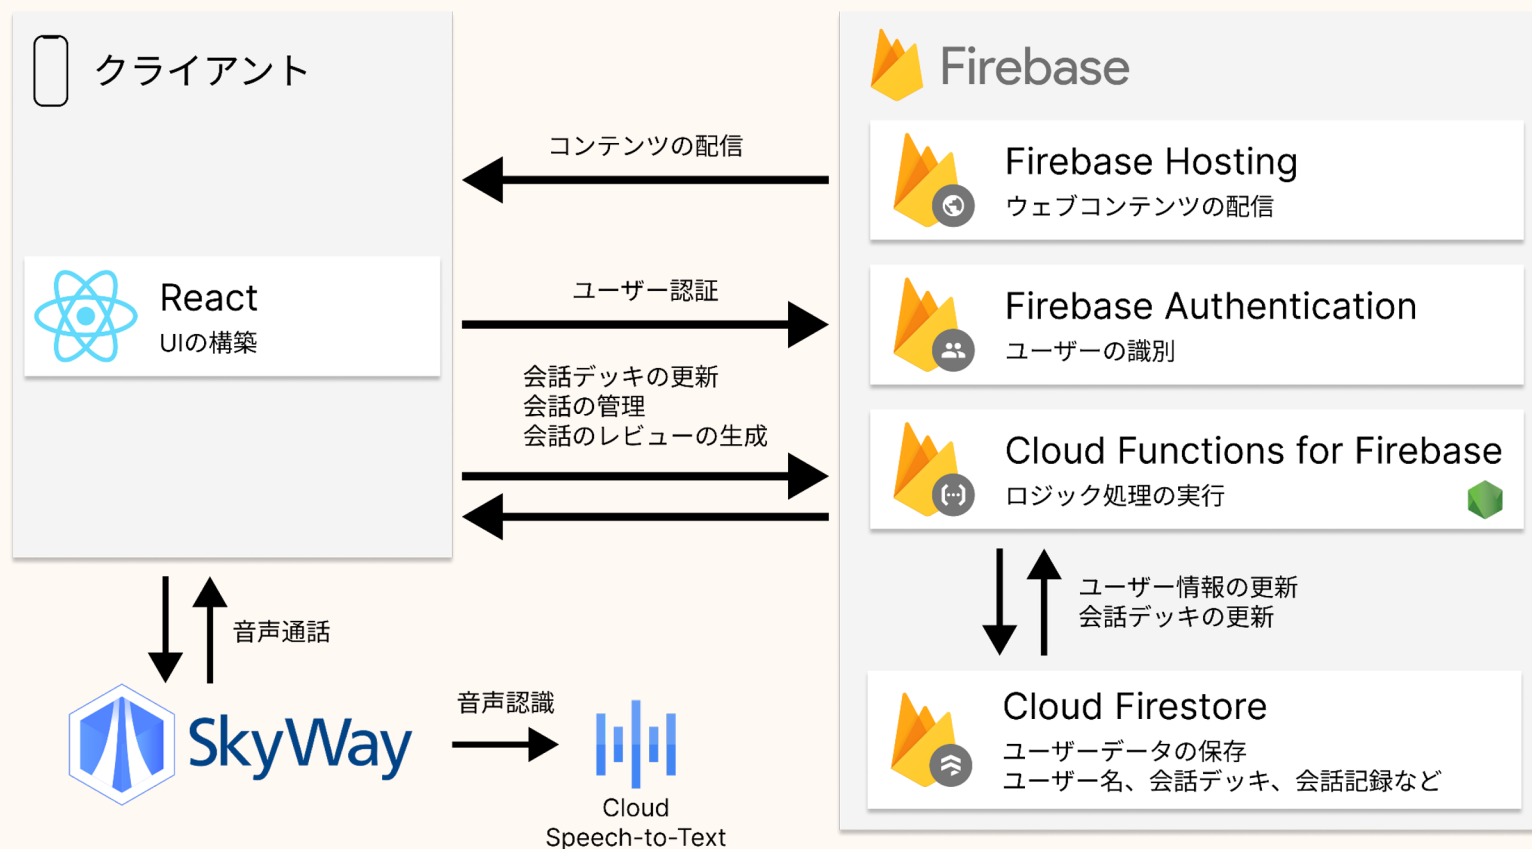 クライアント
React
UIの構築
コンテンツの配信
ユーザー認証
会話デッキの更新
会話の管理
会話のレビューの生成
音声通話
SkyWay
音声認識
Cloud
Speech-to-Text
Firebase
Firebase Hosting
ウェブコンテンツの配信
Firebase Authentication
ユーザーの識別
Cloud Functions for Firebase
ロジック処理の実行
ユーザー情報の更新
会話デッキの更新
Cloud Firestore
ユーザーデータの保存
ユーザー名、会話デッキ、会話記録など